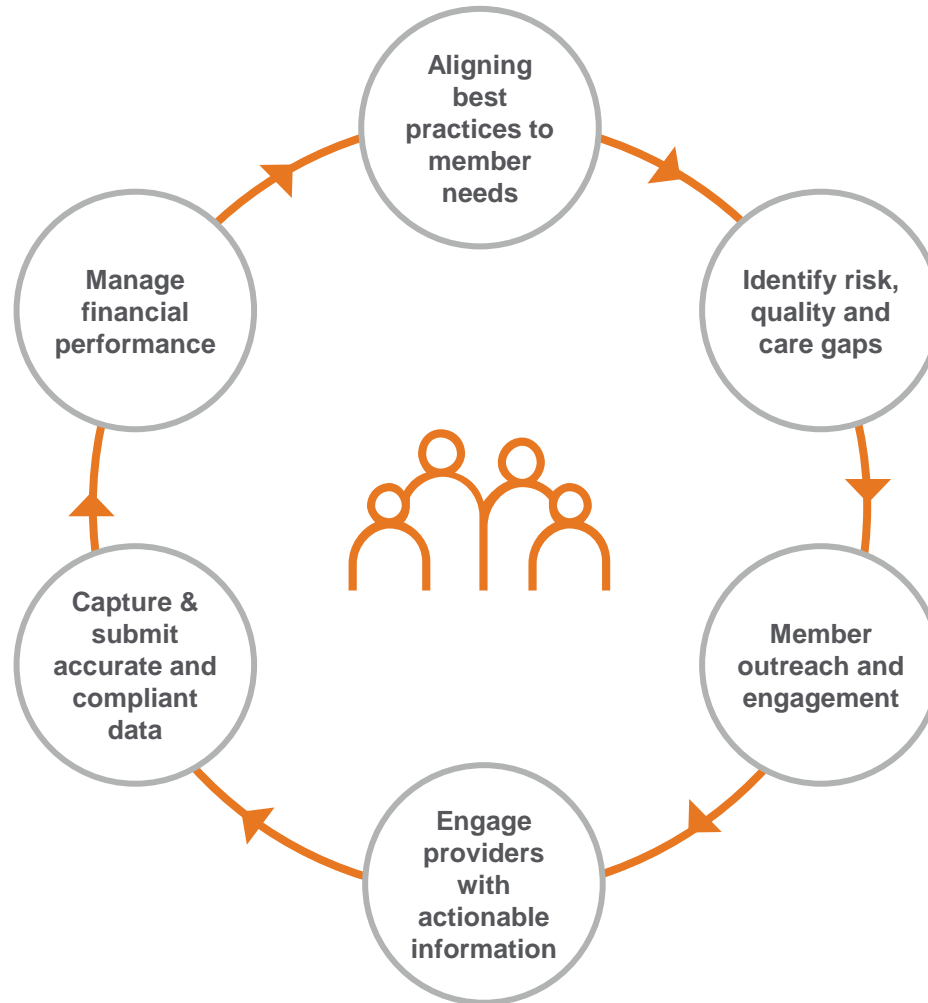 Aligning
best
practices to
member
needs
Identify risk,
quality and
care gaps
Member
outreach and
engagement
Engage
providers
with
actionable
information
Capture &
submit
accurate and
compliant
data
Manage
financial
performance